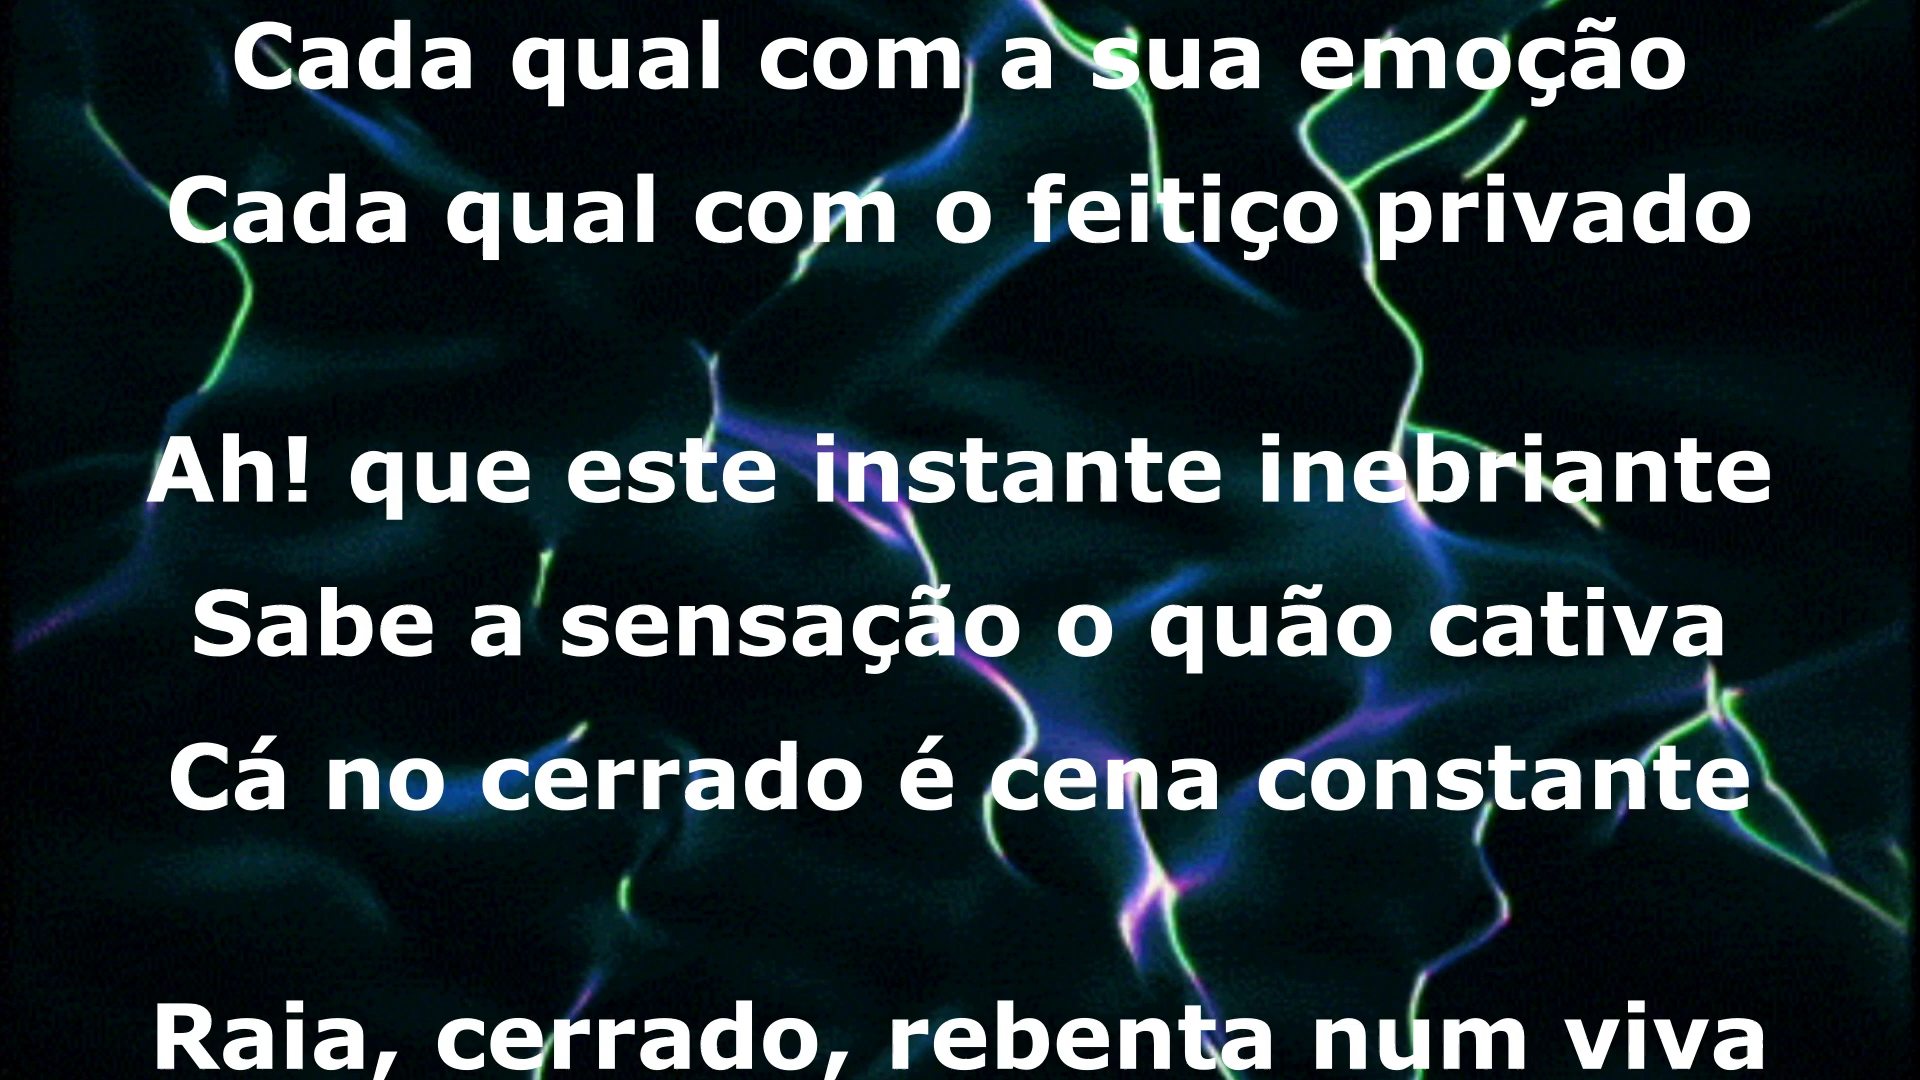 Cada qual com a sua emoção
Cada qual com o feitiço privado
Ah! que este instante inebriante
Sabe a sensação o quão cativa
Cá no cerrado é cena constante
Raia, cerrado, rebenta num viva